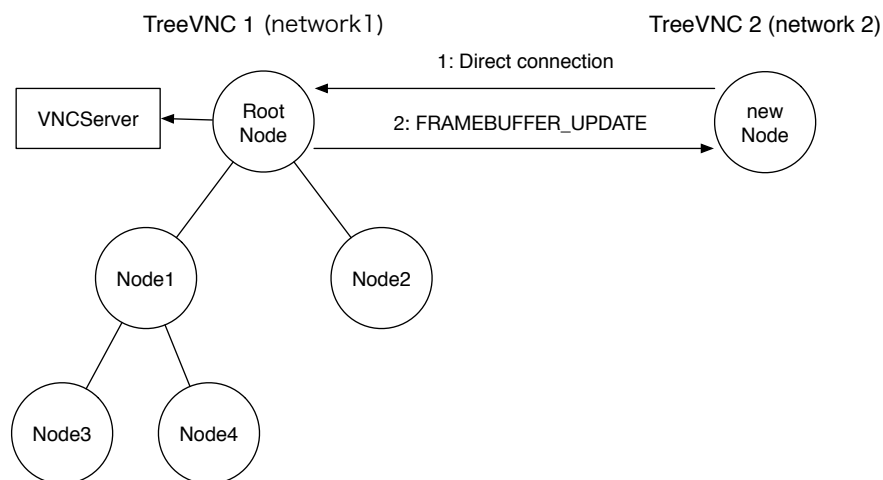 TreeVNC 1 (network1)
TreeVNC 2 (network 2)
1: Direct connection
VNCServer
Root
Node
2: FRAMEBUFFER_UPDATE
new
Node
Node1
Node2
Node3
Node4